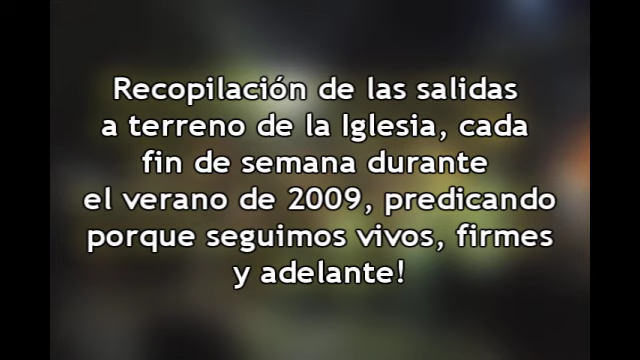 Recopilación de las salidas
a terreno de la Iglesia, cada
fin de semana durante
el verano de 2009, predicando
porque seguimos vivos, firmes
y adelante!